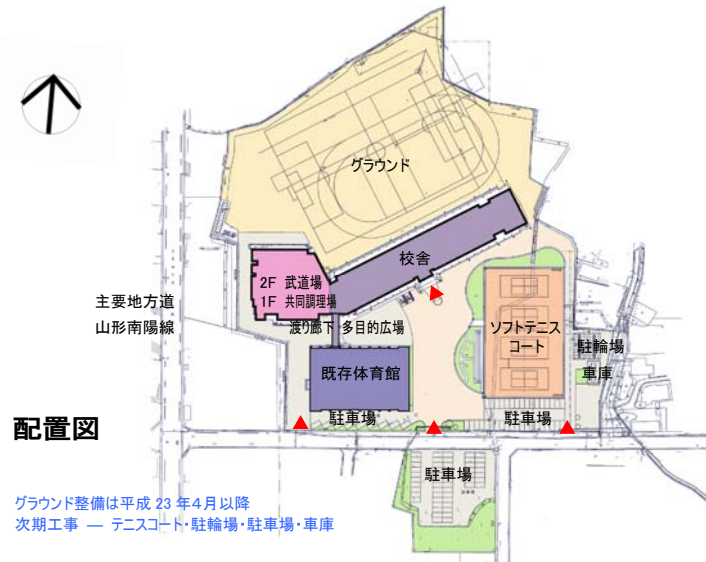 グラウンド
校舎
2F 武道場
1F 共同調理場
主要地方道
山形南陽線
渡り廊下・多目的広場
ソフトテニス
コート
駐輪場
車庫
既存体育館
駐車場
駐車場
配置図
駐車場
グラウンド整備は平成 23 年4月以降
次期工事 ― テニスコート・駐輪場・駐車場・車庫